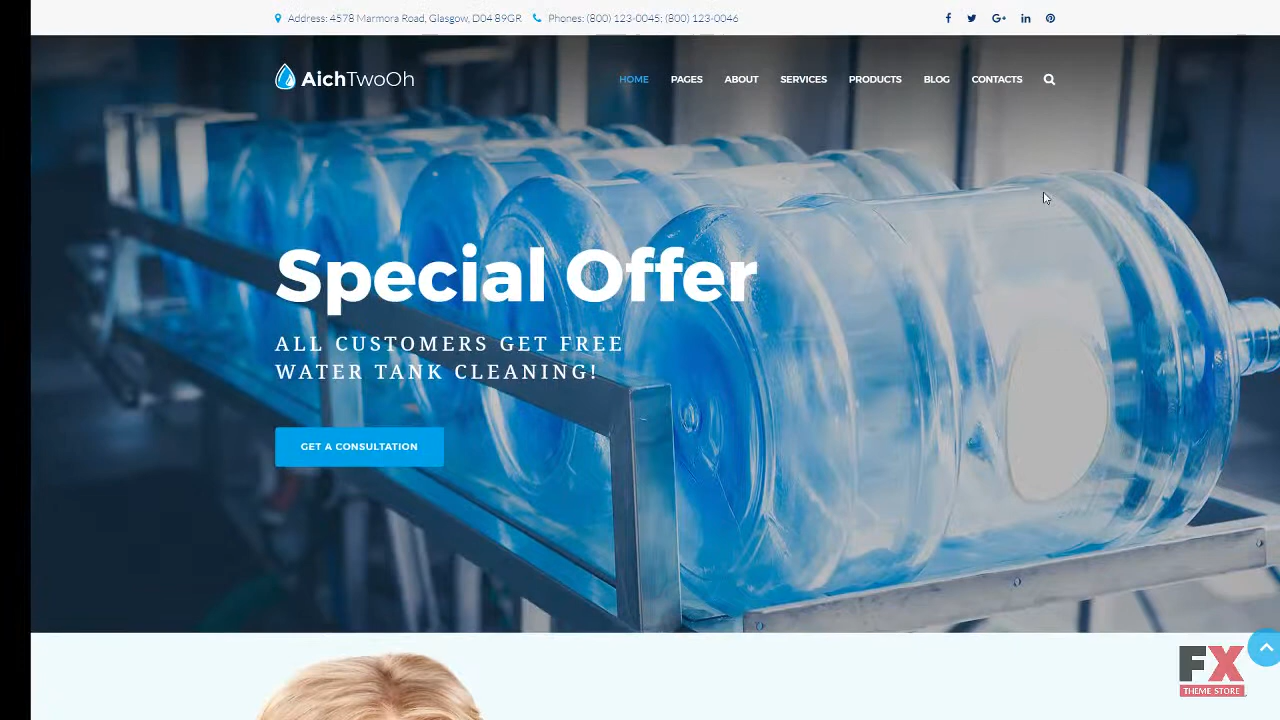 Address: 4578 Marmora Road, Glasgow, D04 89GR Phones: (800) 123-0045; (800) 123-0046
AichTwoOh
HOME PAGES ABOUT SERVICES PRODUCTS BLOG CONTACTS
Special Offer
ALL CUSTOMERS GET FREE
WATER TANK CLEANING!
GET A CONSULTATION
FX
THEME STORE